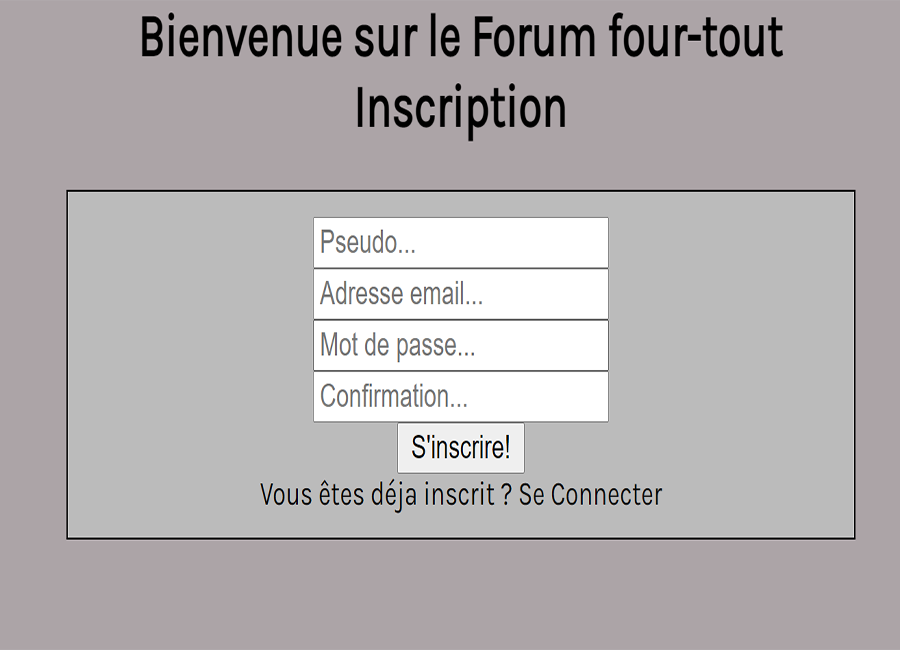 Bienvenue sur le Forum four-tout
Inscription
Pseudo...
Adresse email...
Mot de passe...
Confirmation...
S'inscrire!
Vous êtes déja inscrit ? Se Connecter